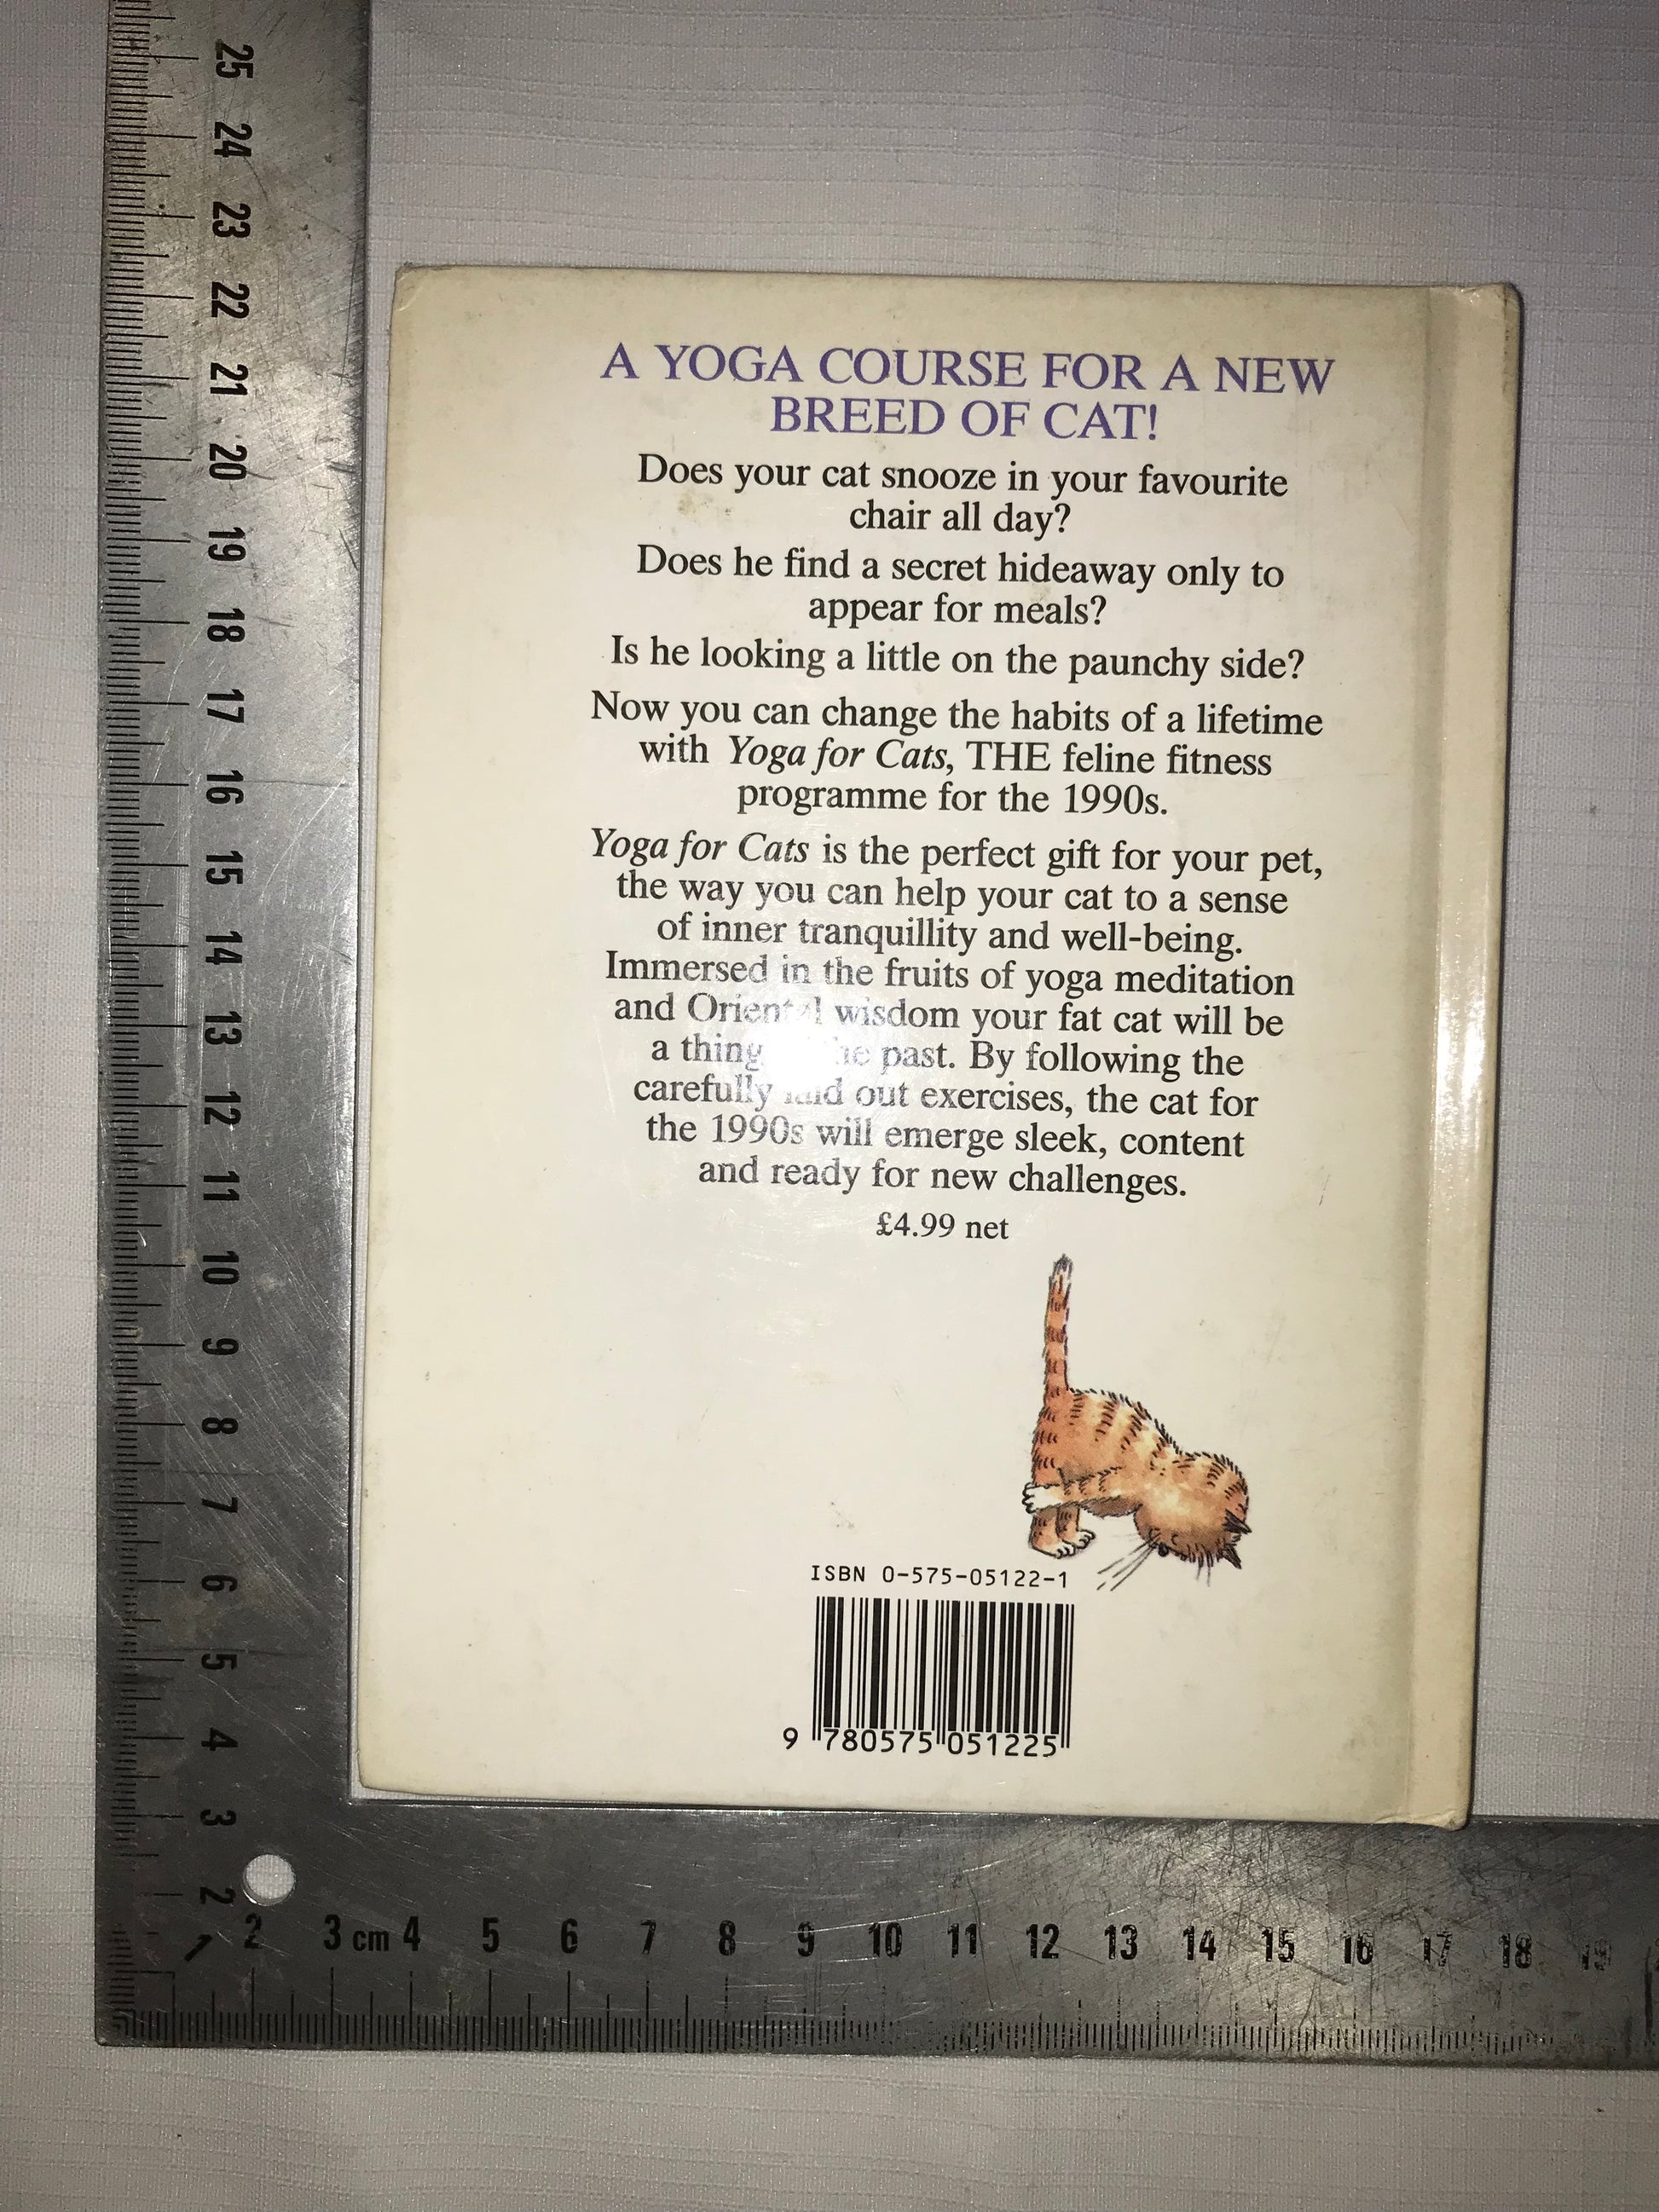 25
24
23
22
21
20
19
18
17
16
15
14
13
12
11
10
9
8
7
6
5
4
3
2
A YOGA COURSE FOR A NEW
BREED OF CAT!
Does your cat snooze in your favourite
chair all day?
Does he find a secret hideaway only to
appear for meals?
Is he looking a little on the paunchy side?
Now you can change the habits of a lifetime
with Yoga for Cats, THE feline fitness
programme for the 1990s.
Yoga for Cats is the perfect gift for your pet,
the way you can help your cat to a sense
of inner tranquillity and well-being.
Immersed in the fruits of yoga meditation
and Oriental wisdom your fat cat will be
a thing the past. By following the
carefully laid out exercises, the cat for
the 1990s will emerge sleek, content
and ready for new challenges.
£4.99 net
ISBN 0-575-05122-1
9 780575 051225
1 2 3 cm 4 5 6 7 8 9 10 11 12 13 14 15 16 17 18 19